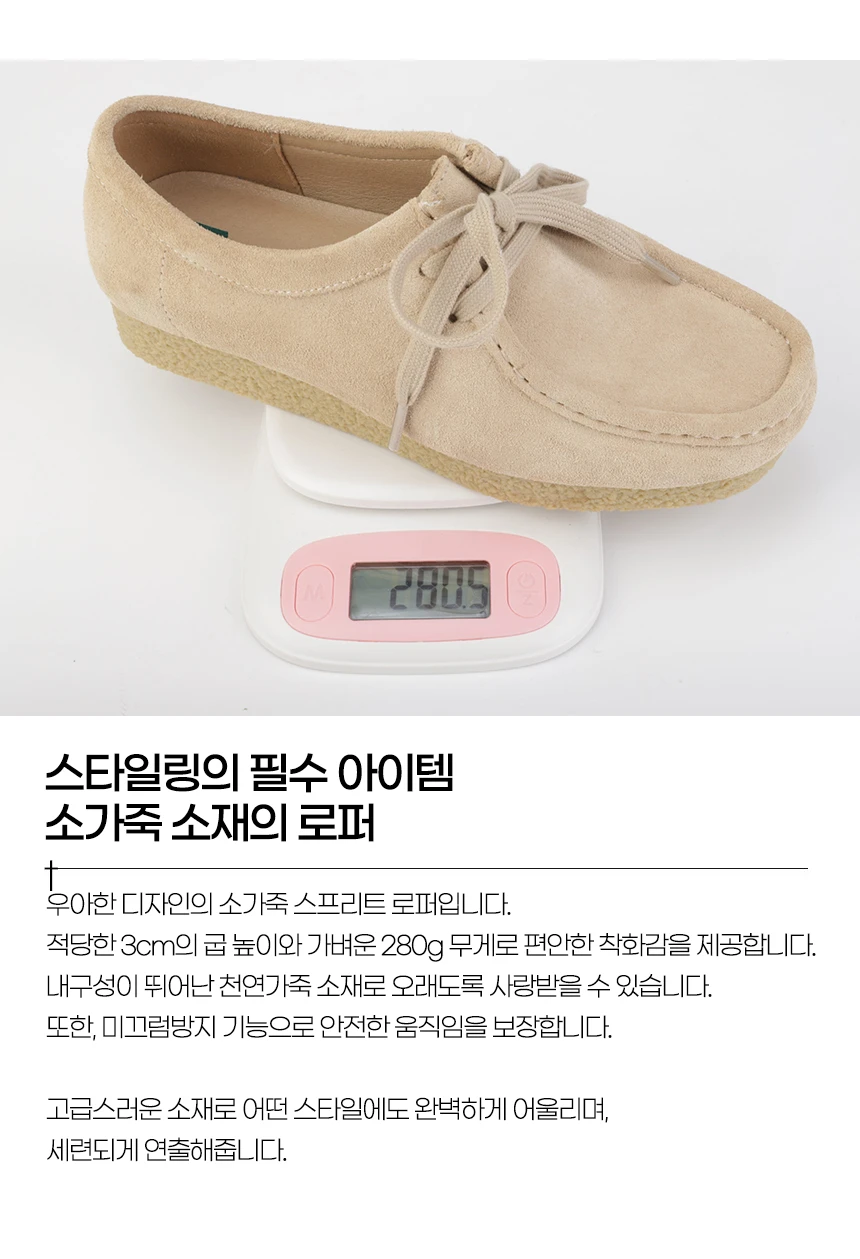 M
280.5
스타일링의 필수 아이템
소가죽 소재의 로퍼
우아한 디자인의 소가죽 스프리트 로퍼입니다.
적당한 3cm의 굽 높이와 가벼운 280g 무게로 편안한 착화감을 제공합니다.
내구성이 뛰어난 천연가죽 소재로 오래도록 사랑받을 수 있습니다.
또한, 미끄럼방지 기능으로 안전한 움직임을 보장합니다.
고급스러운 소재로 어떤 스타일에도 완벽하게 어울리며,
세련되게 연출해줍니다.